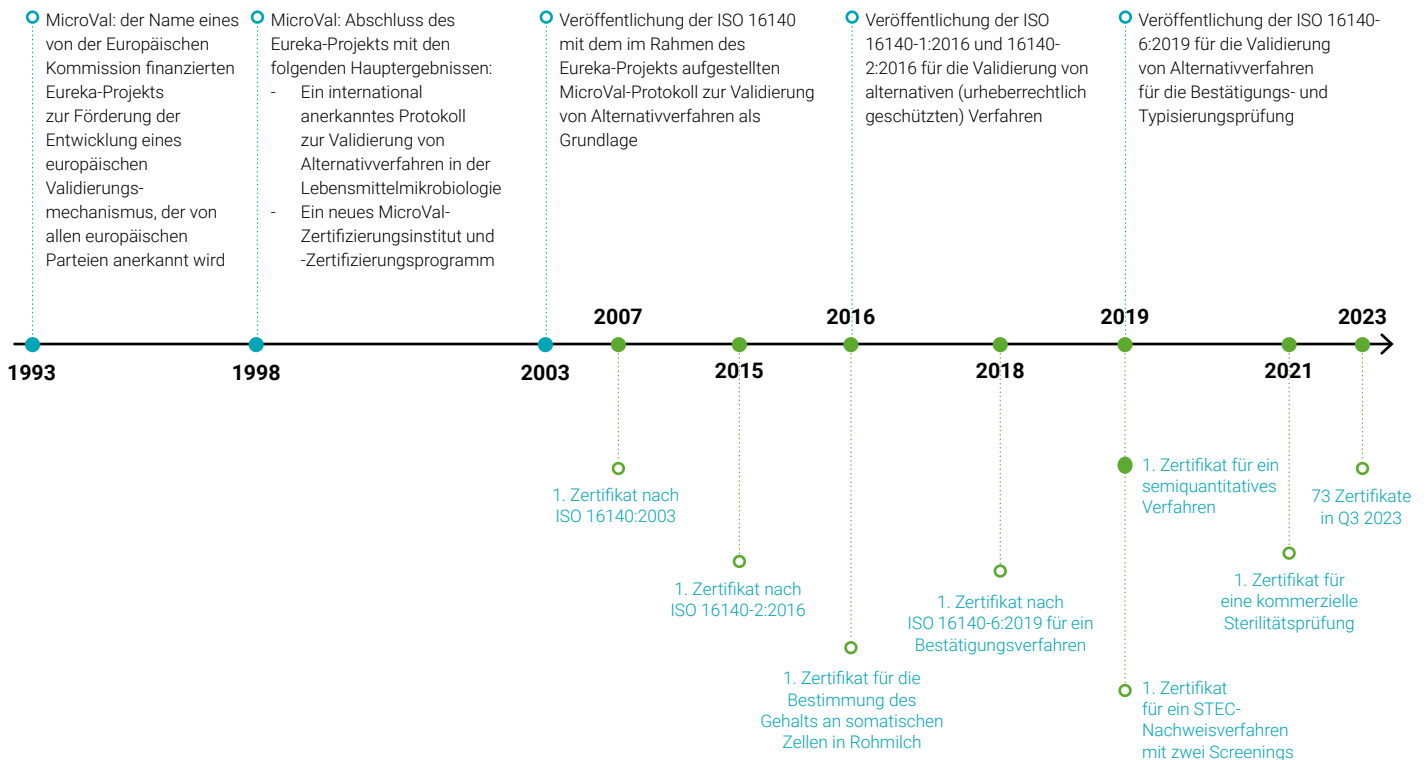 MicroVal: der Name eines
von der Europäischen
Kommission finanzierten
Eureka-Projekts
zur Förderung der
Entwicklung eines
europäischen
Validierungs-
mechanismus, der von
allen europäischen
Parteien anerkannt wird
MicroVal: Abschluss des
Eureka-Projekts mit den
folgenden Hauptergebnissen:
- Ein international
anerkanntes Protokoll
zur Validierung von
Alternativverfahren in der
Lebensmittelmikrobiologie
- Ein neues MicroVal-
Zertifizierungsinstitut und
-Zertifizierungsprogramm
Veröffentlichung der ISO 16140
mit dem im Rahmen des
Eureka-Projekts aufgestellten
MicroVal-Protokoll zur Validierung
von Alternativverfahren als
Grundlage
Veröffentlichung der ISO
16140-1:2016 und 16140-
2:2016 für die Validierung von
alternativen (urheberrechtlich
geschützten) Verfahren
Veröffentlichung der ISO 16140-
6:2019 für die Validierung
von Alternativverfahren
für die Bestätigungs- und
Typisierungsprüfung
2007
2016
2019
2023
1993
1998
2003
2015
2018
2021
1. Zertifikat nach
ISO 16140:2003
1. Zertifikat nach
ISO 16140-2:2016
1. Zertifikat für die
Bestimmung des
Gehalts an somatischen
Zellen in Rohmilch
1. Zertifikat nach
ISO 16140-6:2019 für ein
Bestätigungsverfahren
1. Zertifikat für ein
semiquantitatives
Verfahren
1. Zertifikat
für ein STEC-
Nachweisverfahren
mit zwei Screenings
1. Zertifikat für
eine kommerzielle
Sterilitätsprüfung
73 Zertifikate
in Q3 2023